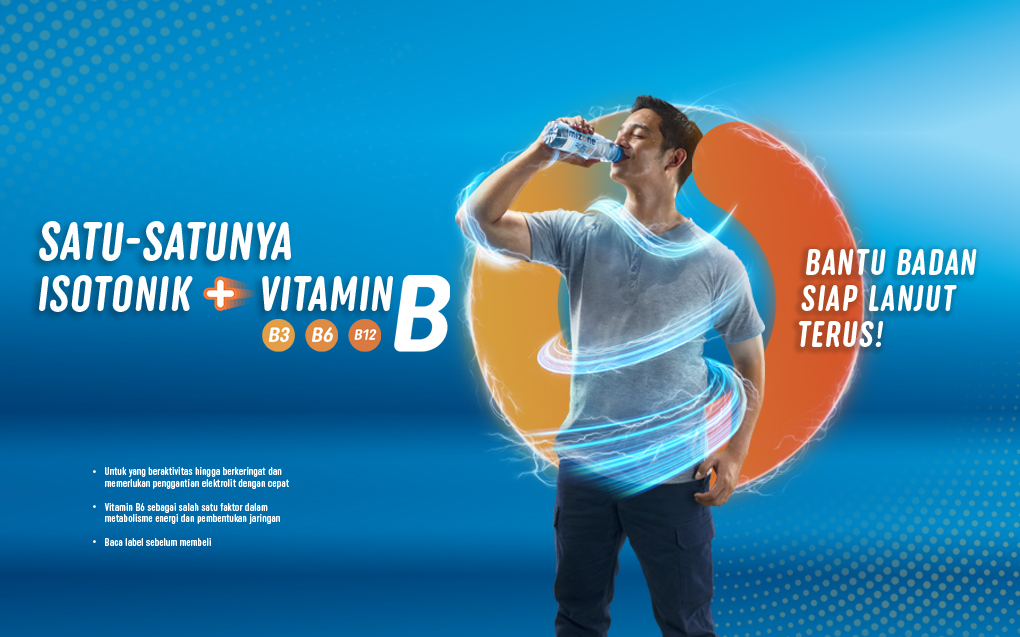 SATU-SATUNYA
ISOTONIK + VITAMIN B
B3 B6 B12
BANTU BADAN
SIAP LANJUT
TERUS!
• Untuk yang beraktivitas hingga berkeringat dan
memerlukan penggantian elektrolit dengan cepat
• Vitamin B6 sebagai salah satu faktor dalam
metabolisme energi dan pembentukan jaringan
• Baca label sebelum membeli